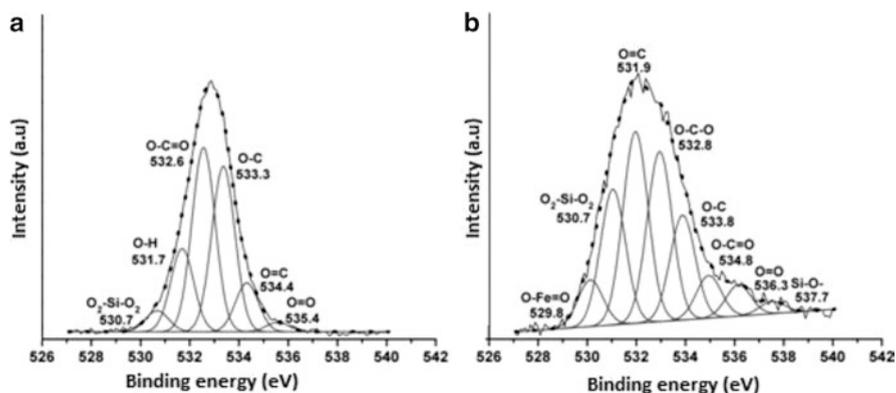 a
O-C=O
532.6
O-C
533.3
O-H
531.7
O=C
534.4
O₂-Si-O₂
530.7
O=O
535.4
Intensity (a.u)
526 528 530 532 534 536 538 540 542
Binding energy (eV)
b
O=C
531.9
O-C-O
532.8
O₂-Si-O₂
530.7
O-C
533.8
O-C=O
534.8
O=O
536.3
Si-O-
537.7
O-Fe=O
529.8
Intensity (a.u)
526 528 530 532 534 536 538 540 542
Binding energy (eV)